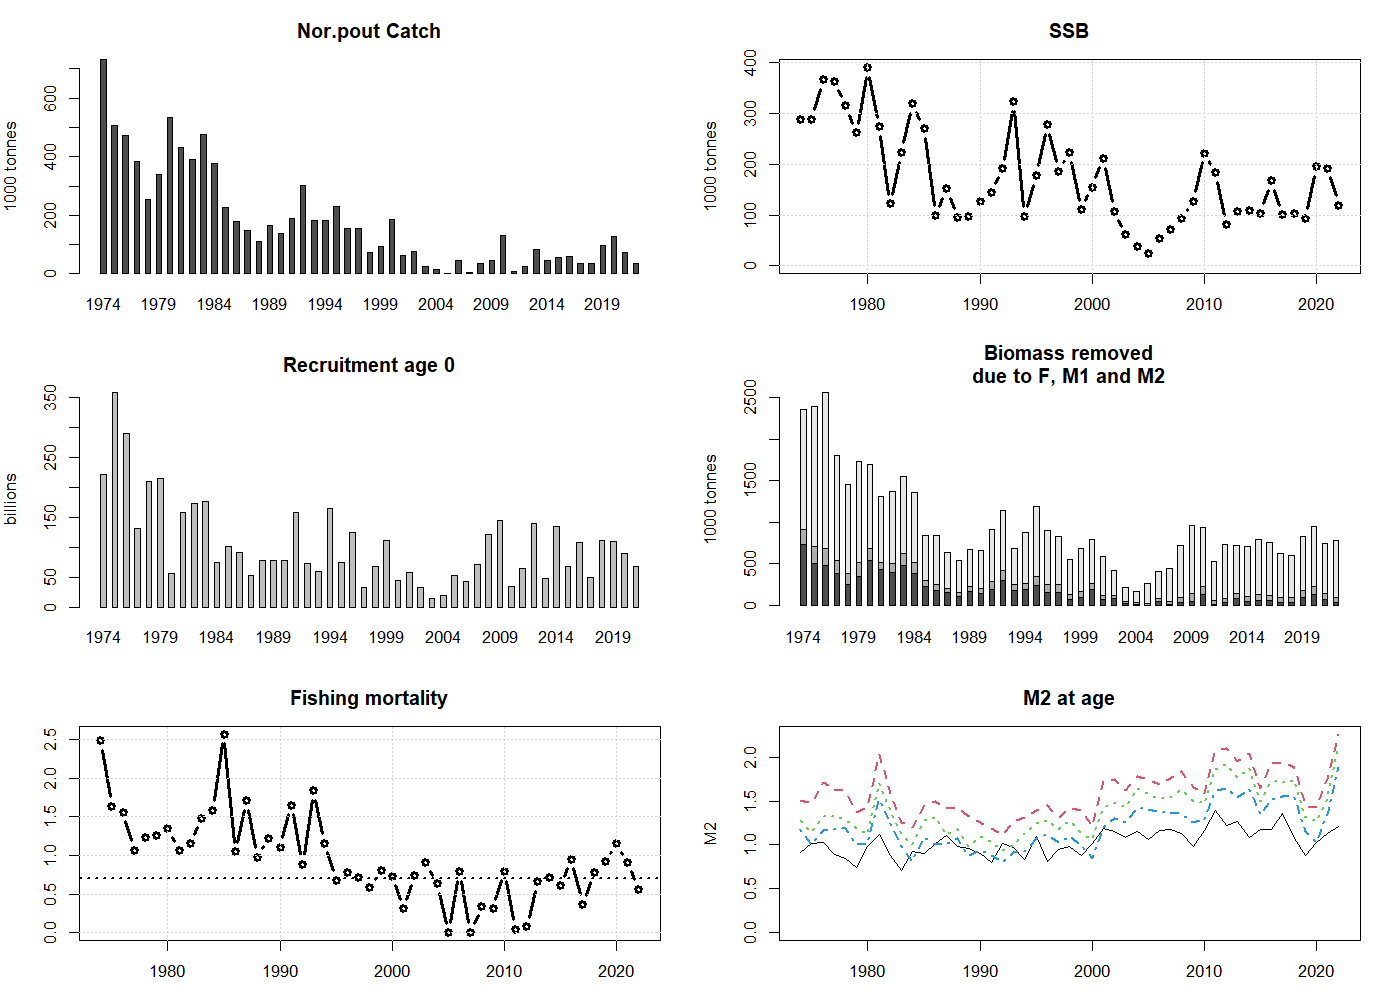 Nor.pout Catch
1000 tonnes
0 200 400 600
1974 1979 1984 1989 1994 1999 2004 2009 2014 2019
SSB
1000 tonnes
0 100 200 300 400
1980 1990 2000 2010 2020
Recruitment age 0
billions
0 50 150 250 350
1974 1979 1984 1989 1994 1999 2004 2009 2014 2019
Biomass removed
due to F, M1 and M2
1000 tonnes
0 500 1500 2500
1974 1979 1984 1989 1994 1999 2004 2009 2014 2019
Fishing mortality
0.0 0.5 1.0 1.5 2.0 2.5
1980 1990 2000 2010 2020
M2 at age
M2
0.0 0.5 1.0 1.5 2.0
1980 1990 2000 2010 2020